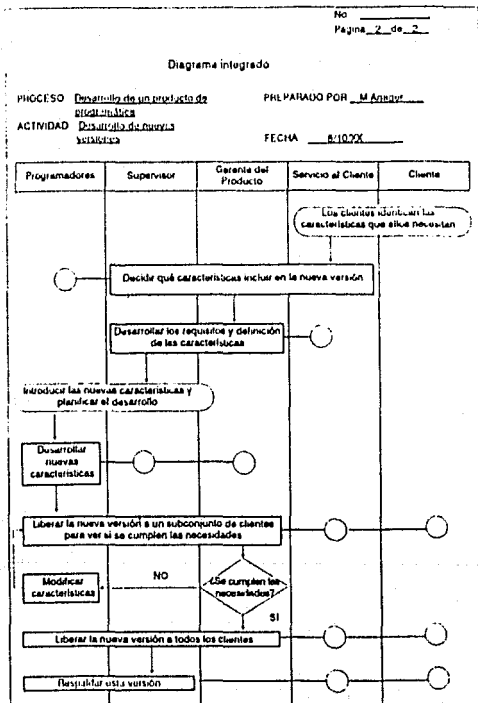 No
Página 2 de 2
Diagrama integrado
PROCESO Desarrollo de un producto de
programática
PREPARADO POR M
ACTIVIDAD Desarrollo de nuevas
versiones
FECHA
Programadores
Supervisor
Gerente del
Producto
Servicio al Cliente
Cliente
Los clientes identifican las
características que ellos necesitan
Decidir qué características incluir en la nueva versión
Desarrollar los requisitos y definición
de las características
Introducir las nuevas características y
planificar el desarrollo
Desarrollar
nuevas
características
Liberar la nueva versión a un subconjunto de clientes
para ver si se cumplen las necesidades
Modificar
características
NO
¿Se cumplen las
necesidades?
SI
Liberar la nueva versión a todos los clientes
Respaldar esta versión